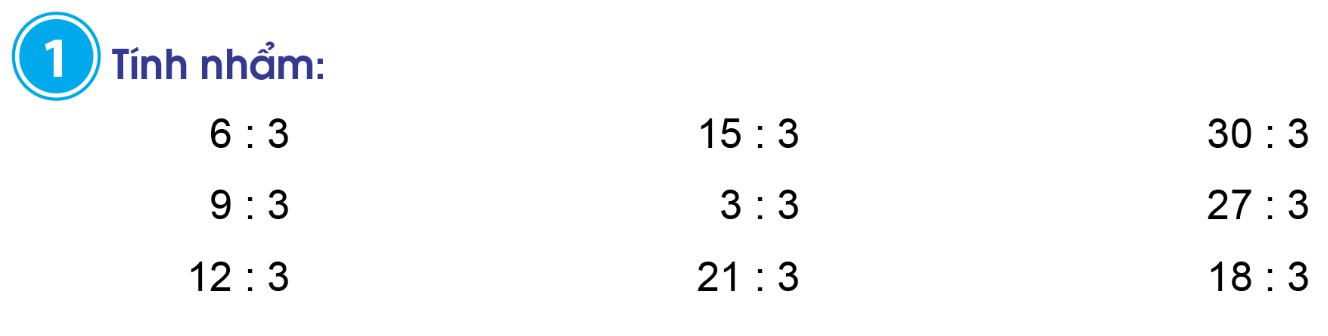 1 Tính nhẩm:
6 : 3 15 : 3 30 : 3
9 : 3 3 : 3 27 : 3
12 : 3 21 : 3 18 : 3